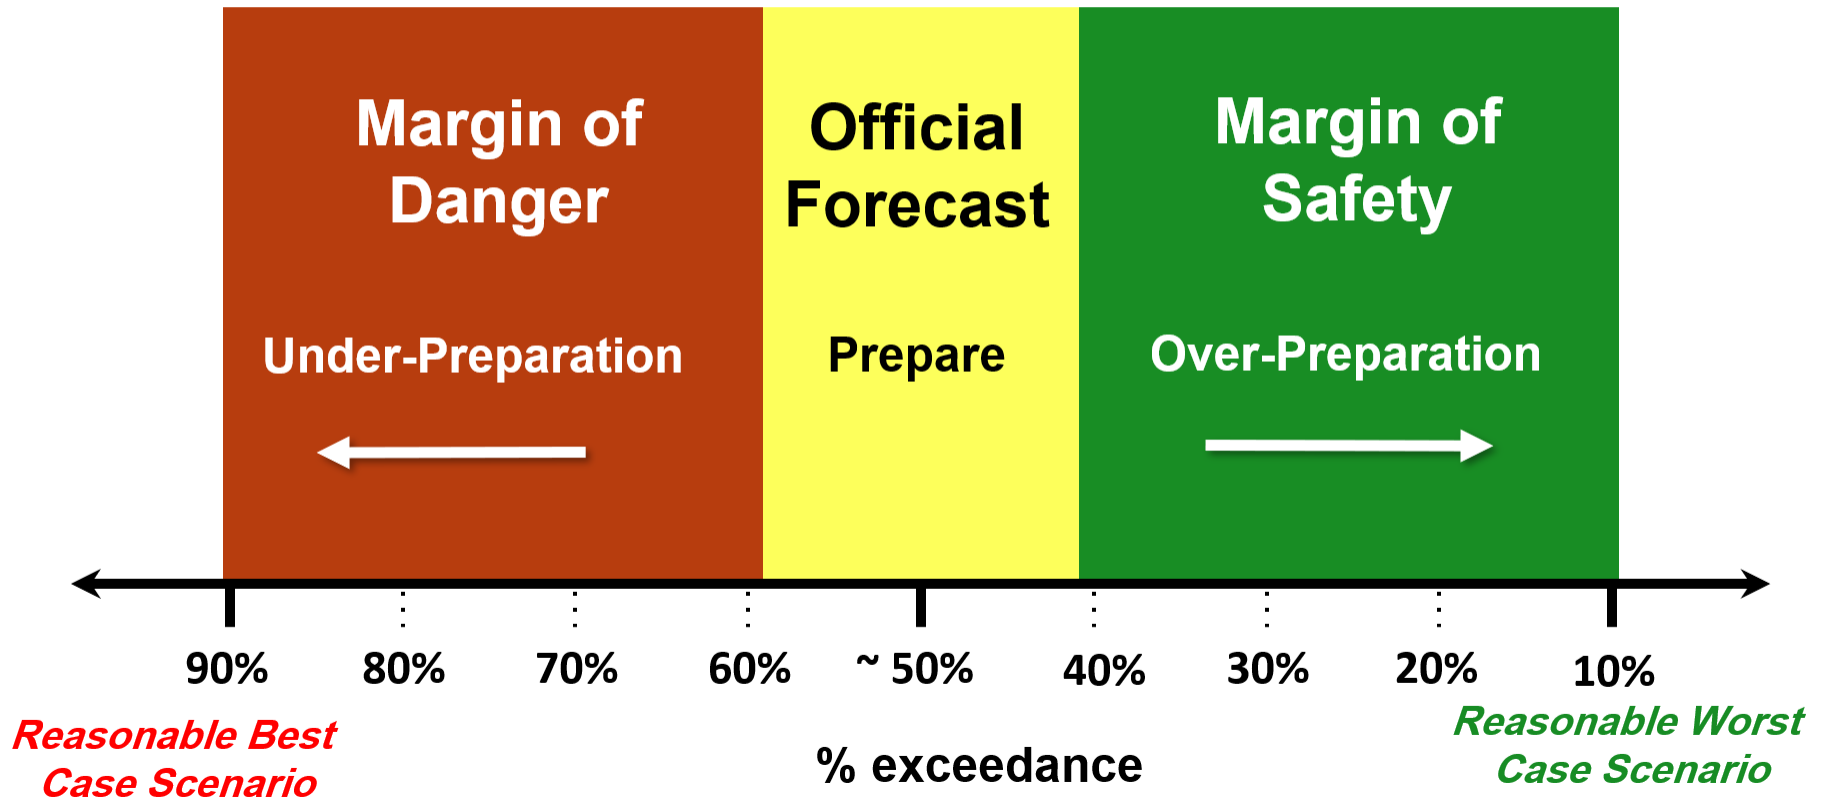 Margin of
Danger
Official
Forecast
Margin of
Safety
Under-Preparation
Prepare
Over-Preparation
90%
80%
70%
60%
~ 50%
40%
30%
20%
10%
Reasonable Best
Case Scenario
% exceedance
Reasonable Worst
Case Scenario